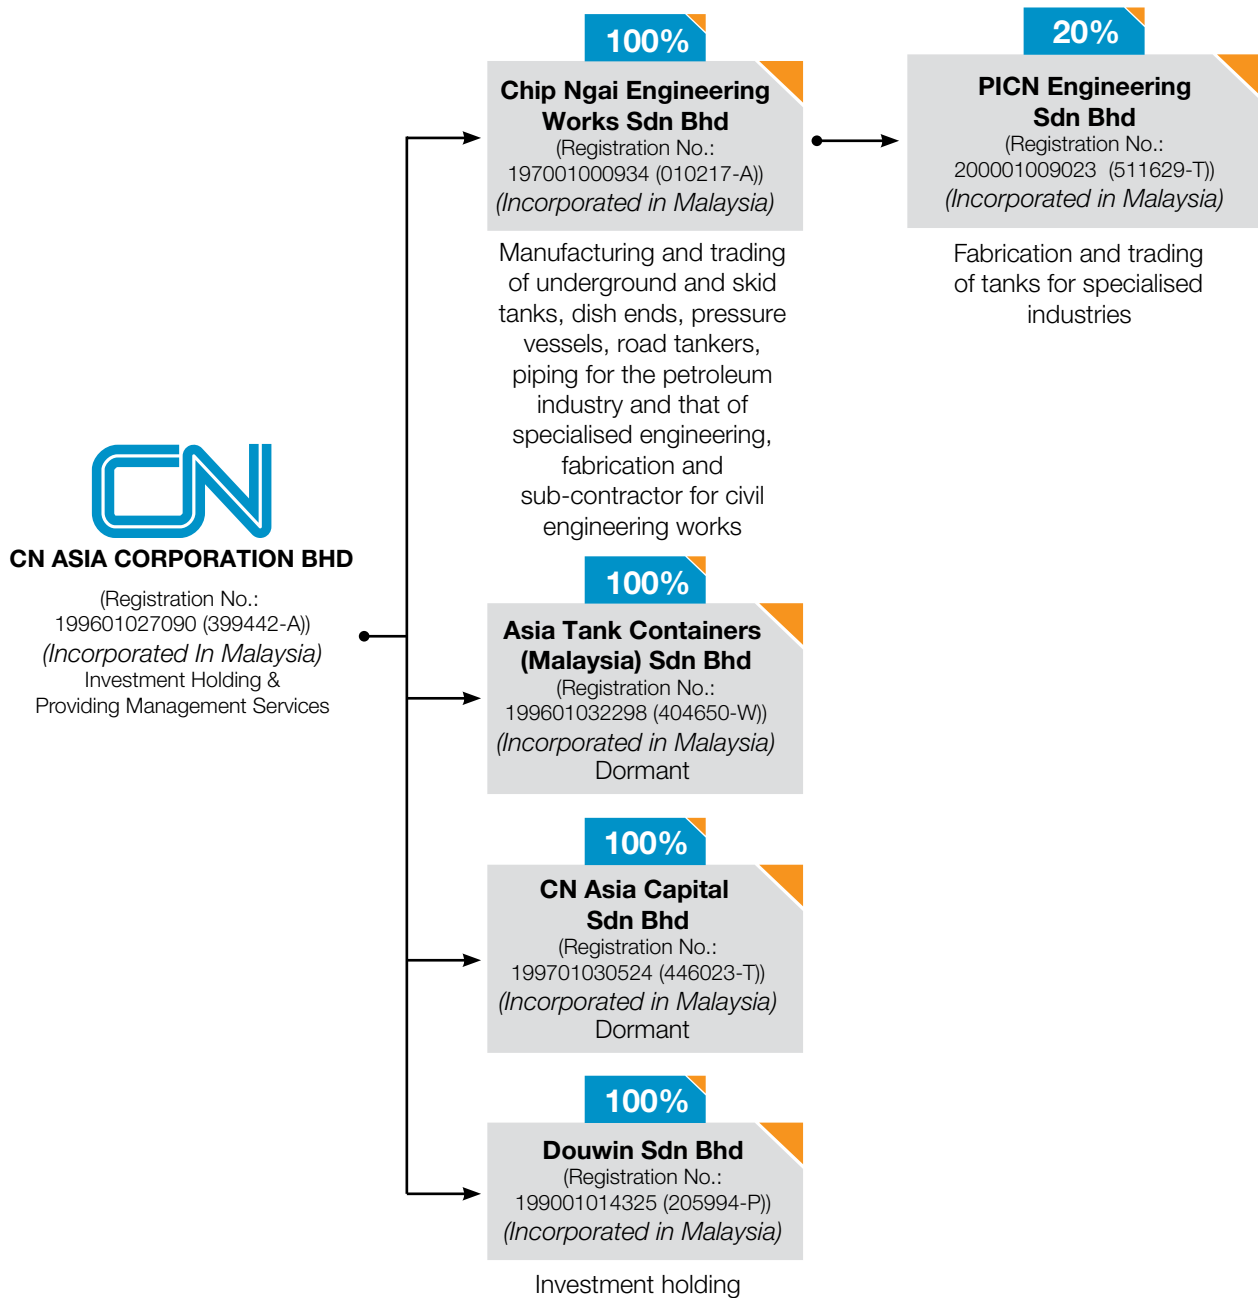 CN
CN ASIA CORPORATION BHD
(Registration No.:
199601027090 (399442-A))
(Incorporated In Malaysia)
Investment Holding &
Providing Management Services
100%
Chip Ngai Engineering
Works Sdn Bhd
(Registration No.:
197001000934 (010217-A))
(Incorporated in Malaysia)
Manufacturing and trading
of underground and skid
tanks, dish ends, pressure
vessels, road tankers,
piping for the petroleum
industry and that of
specialised engineering,
fabrication and
sub-contractor for civil
engineering works
20%
PICN Engineering
Sdn Bhd
(Registration No.:
200001009023 (511629-T))
(Incorporated in Malaysia)
Fabrication and trading
of tanks for specialised
industries
100%
Asia Tank Containers
(Malaysia) Sdn Bhd
(Registration No.:
199601032298 (404650-W))
(Incorporated in Malaysia)
Dormant
100%
CN Asia Capital
Sdn Bhd
(Registration No.:
199701030524 (446023-T))
(Incorporated in Malaysia)
Dormant
100%
Douwin Sdn Bhd
(Registration No.:
199001014325 (205994-P))
(Incorporated in Malaysia)
Investment holding